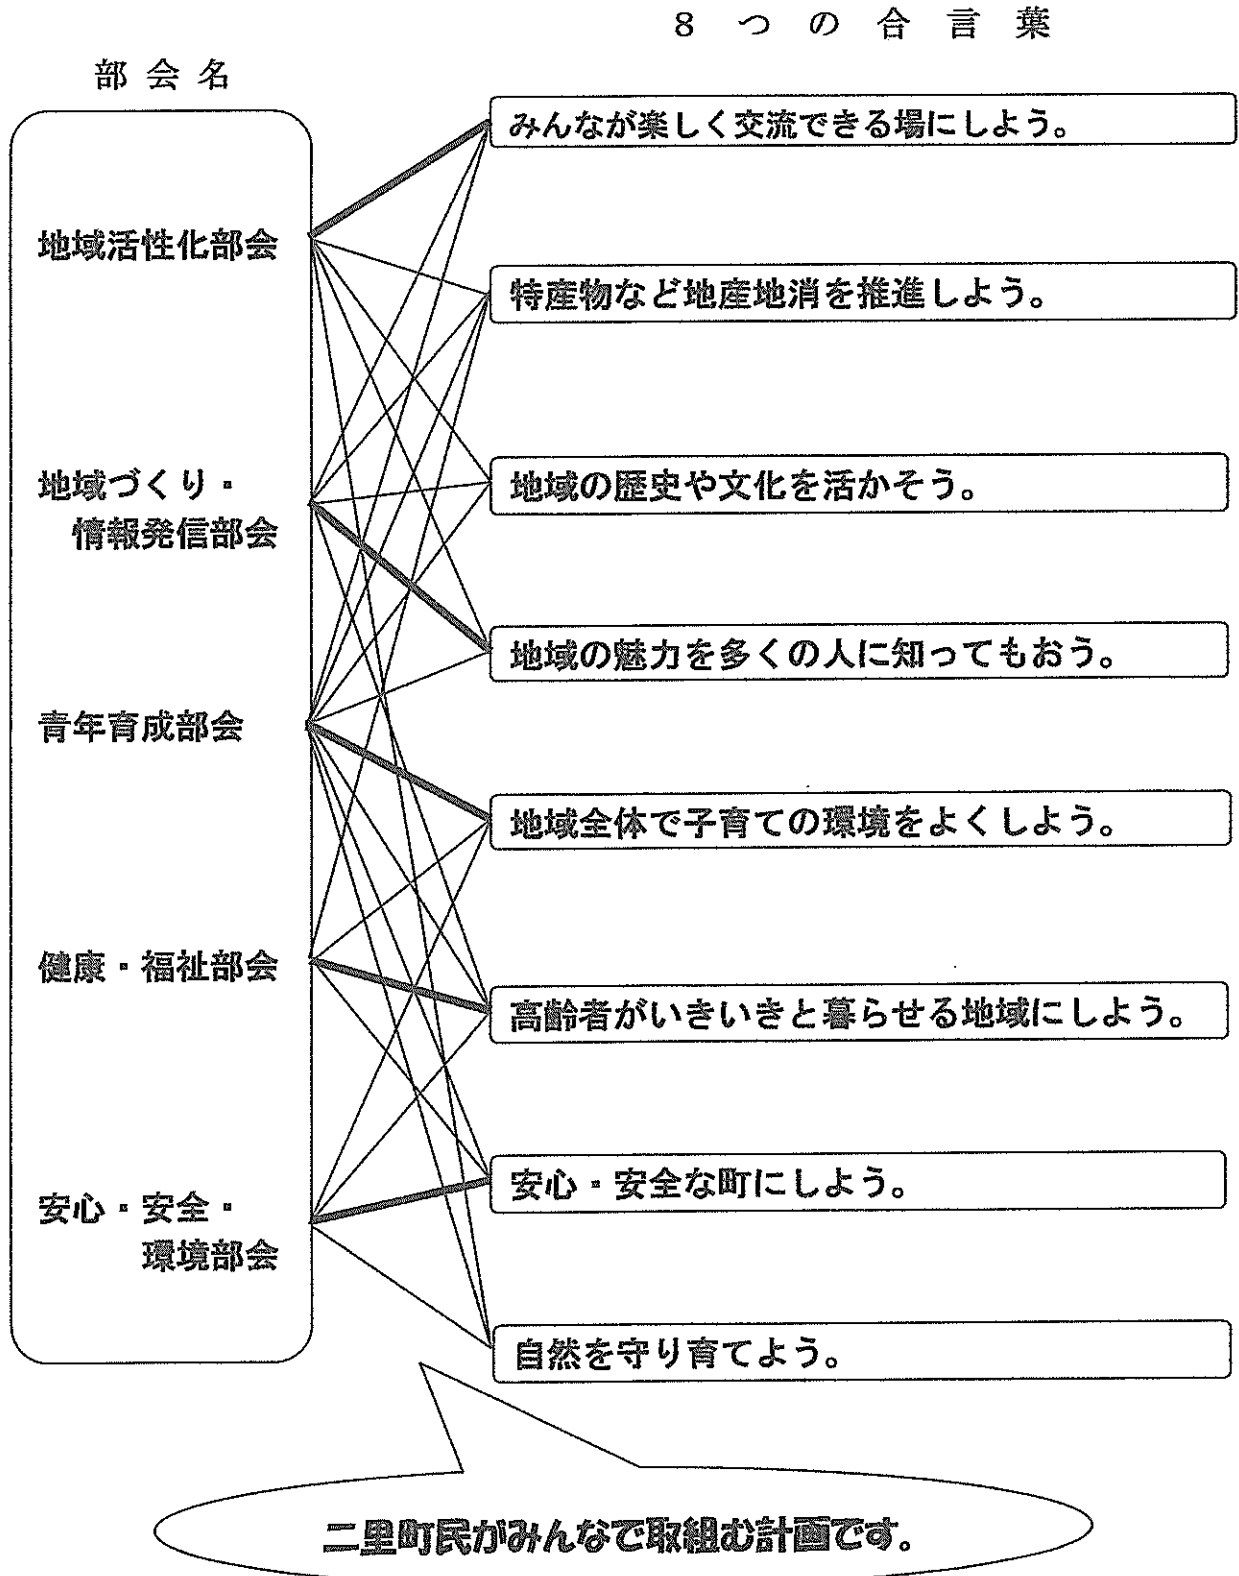 8つの合言葉
部会名
みんなが楽しく交流できる場にしよう。
地域活性化部会
特産物など地産地消を推進しよう。
地域づくり・
情報発信部会
地域の歴史や文化を活かそう。
地域の魅力を多くの人に知ってもおう。
青年育成部会
地域全体で子育ての環境をよくしよう。
健康・福祉部会
高齢者がいきいきと暮らせる地域にしよう。
安心・安全・
環境部会
安心・安全な町にしよう。
自然を守り育てよう。
二里町民がみんなで取組む計画です。